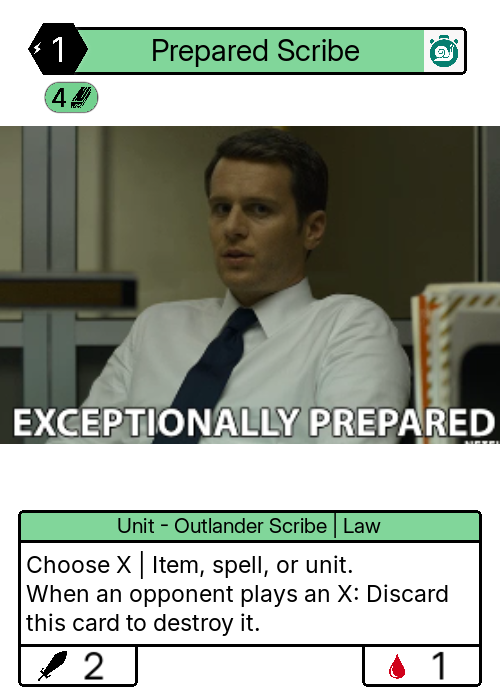 1 Prepared Scribe
4
EXCEPTIONALLY PREPARED
Unit - Outlander Scribe | Law
Choose X | Item, spell, or unit.
When an opponent plays an X: Discard
this card to destroy it.
2 1